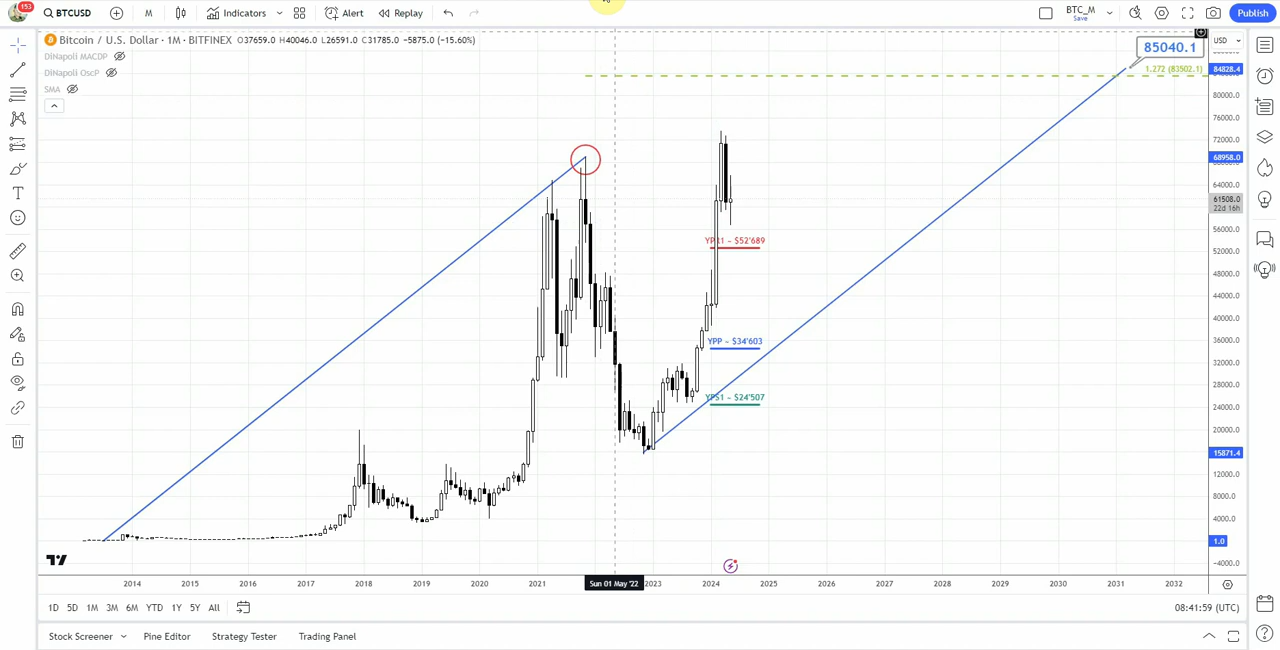 153
BTCUSD
M
Indicators
Alert
Replay
BTC_M
Save
Publish
Bitcoin / U.S. Dollar · 1M · BITFINEX O37659.0 H40046.0 L26591.0 C31785.0 -5875.0 (-15.60%)
DiNapoli MACDP
DiNapoli OscP
SMA
USD
85040.1
1.272 (83502.1)
84828.4
80000.0
76000.0
72000.0
68958.0
64000.0
61508.0
22d 16h
56000.0
52000.0
48000.0
44000.0
40000.0
36000.0
32000.0
28000.0
24000.0
20000.0
15871.4
12000.0
8000.0
4000.0
1.0
-4000.0
YPR1 ~ $52'689
YPP ~ $34'603
YPS1 ~ $24'507
2014 2015 2016 2017 2018 2019 2020 2021 Sun 01 May '22 2023 2024 2025 2026 2027 2028 2029 2030 2031 2032
1D 5D 1M 3M 6M YTD 1Y 5Y All
08:41:59 (UTC)
Stock Screener Pine Editor Strategy Tester Trading Panel